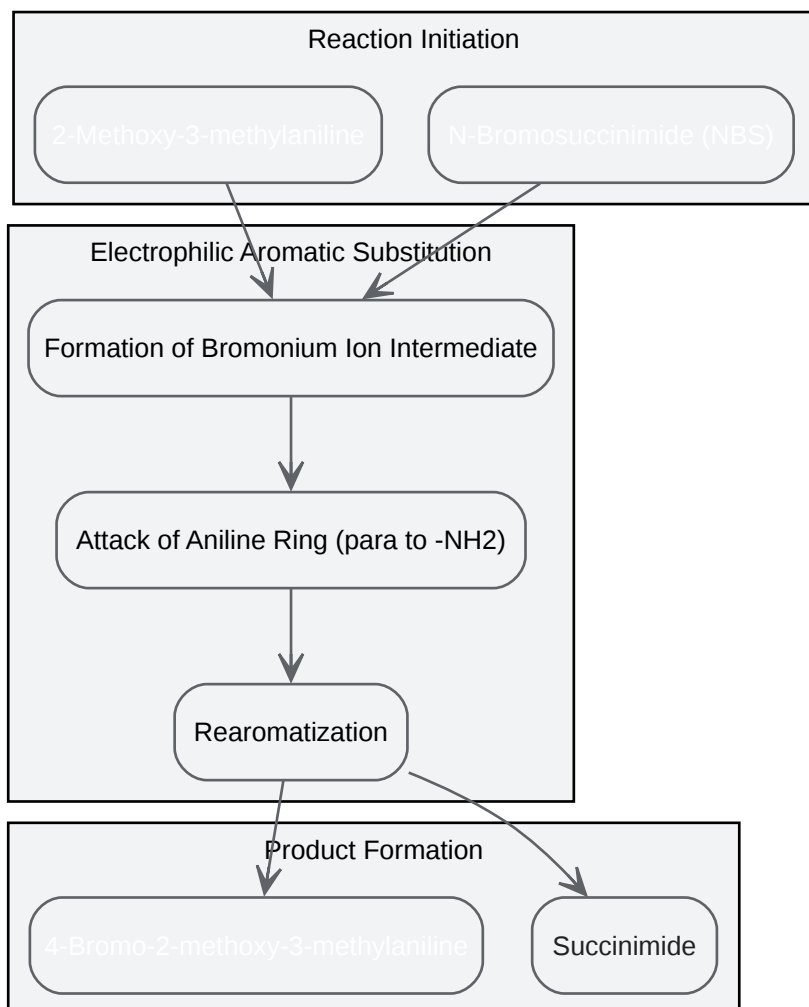 Reaction Initiation
2-Methoxy-3-methylaniline
N-Bromosuccinimide (NBS)
Electrophilic Aromatic Substitution
Formation of Bromonium Ion Intermediate
Attack of Aniline Ring (para to -NH2)
Rearomatization
Product Formation
4-Bromo-2-methoxy-3-methylaniline
Succinimide